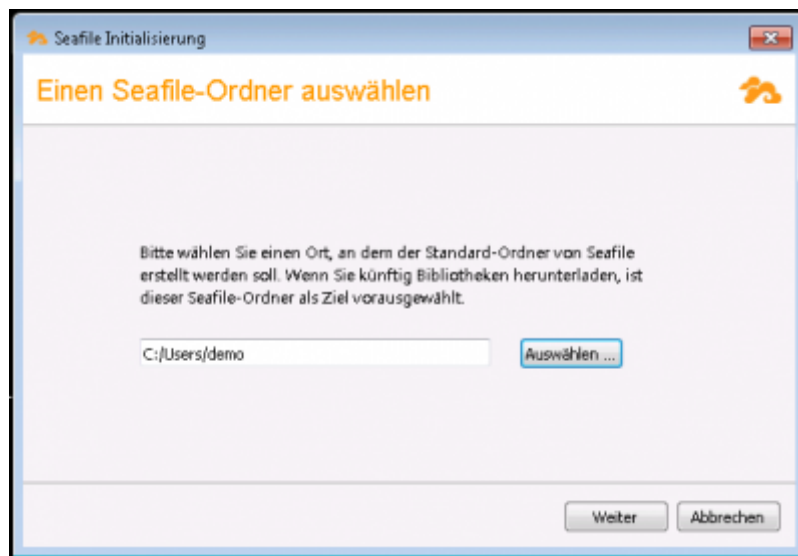 Seafile Initialisierung
Einen Seafile-Ordner auswählen
Bitte wählen Sie einen Ort, an dem der Standard-Ordner von Seafile
erstellt werden soll. Wenn Sie künftig Bibliotheken herunterladen, ist
dieser Seafile-Ordner als Ziel vorausgewählt.
C:/Users/demo
Auswählen ...
Weiter
Abbrechen